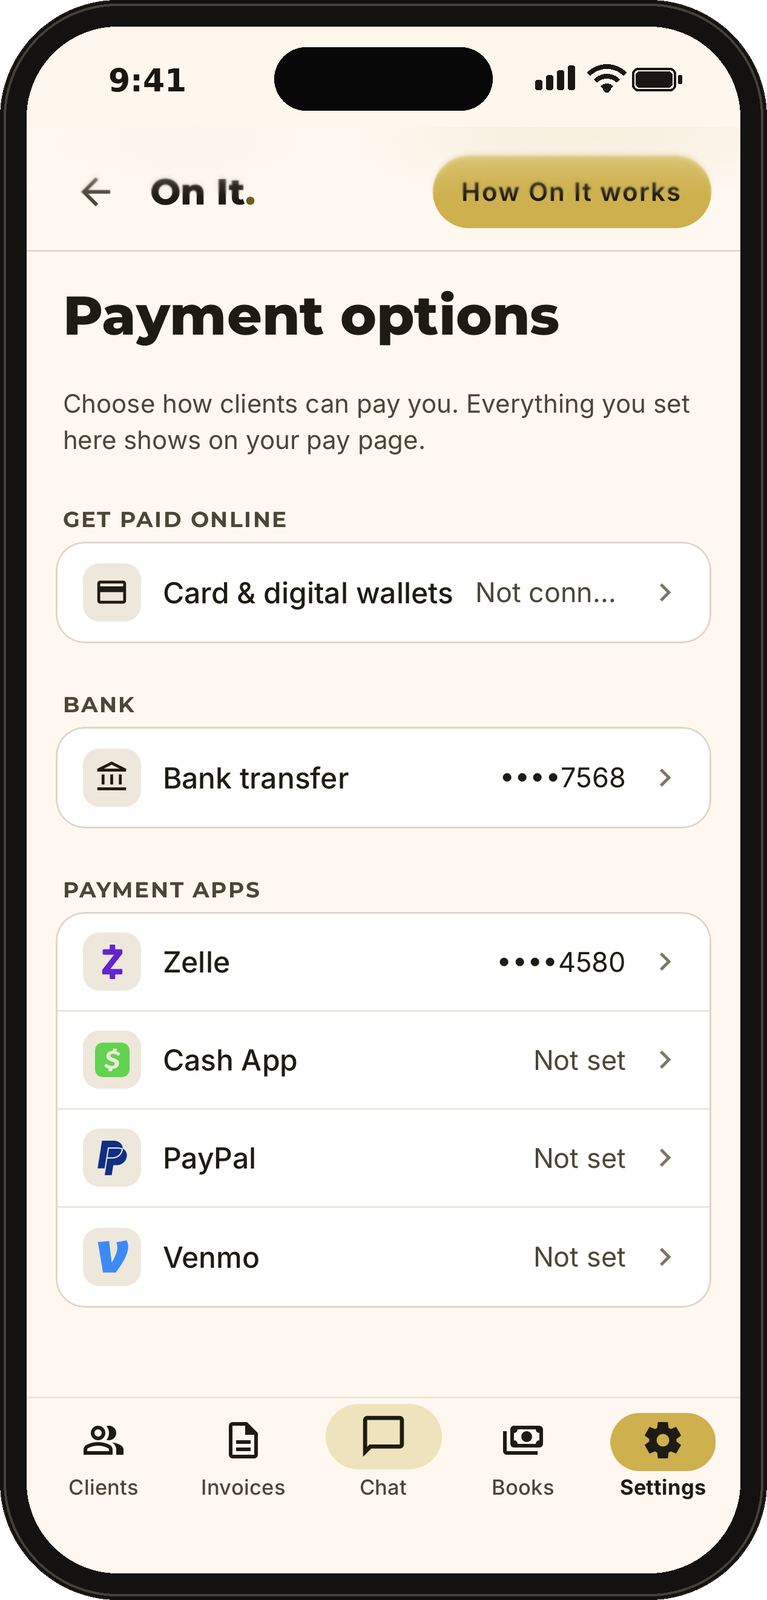 9:41
On It.
How On It works
Payment options
Choose how clients can pay you. Everything you set
here shows on your pay page.
GET PAID ONLINE
Card & digital wallets Not conn...
BANK
Bank transfer ••••7568
PAYMENT APPS
Zelle ••••4580
Cash App Not set
PayPal Not set
Venmo Not set
Clients Invoices Chat Books Settings